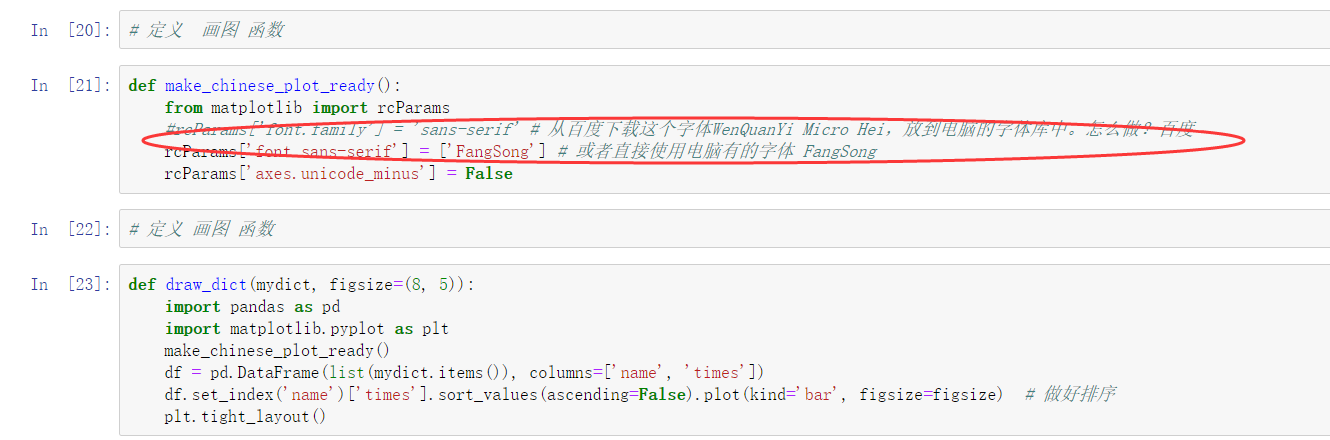 In [20]: # 定义 画图 函数
In [21]: def make_chinese_plot_ready():
from matplotlib import rcParams
#rcParams['font.family'] = 'sans-serif' # 从百度下载这个字体WenQuanYi Micro Hei，放到电脑的字体库中。怎么做？百度
rcParams['font.sans-serif'] = ['FangSong'] # 或者直接使用电脑有的字体 FangSong
rcParams['axes.unicode_minus'] = False
In [22]: # 定义 画图 函数
In [23]: def draw_dict(mydict, figsize=(8, 5)):
import pandas as pd
import matplotlib.pyplot as plt
make_chinese_plot_ready()
df = pd.DataFrame(list(mydict.items()), columns=['name', 'times'])
df.set_index('name')['times'].sort_values(ascending=False).plot(kind='bar', figsize=figsize) # 做好排序
plt.tight_layout()